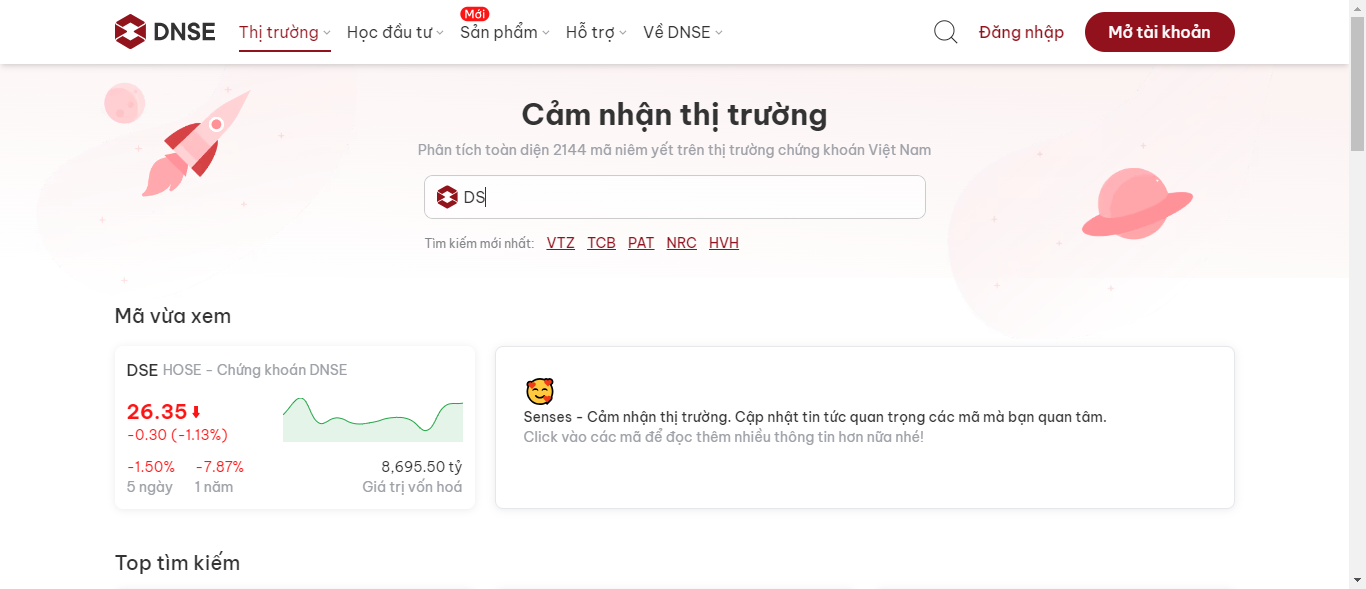 DNSE Thị trường Học đầu tư Mới Sản phẩm Hỗ trợ Về DNSE Đăng nhập Mở tài khoản
Cảm nhận thị trường
Phân tích toàn diện 2144 mã niêm yết trên thị trường chứng khoán Việt Nam
DS
Tìm kiếm mới nhất: VTZ TCB PAT NRC HVH
Mã vừa xem
DSE HOSE - Chứng khoán DNSE
26.35
-0.30 (-1.13%)
-1.50% -7.87% 8,695.50 tỷ
5 ngày 1 năm Giá trị vốn hoá
Senses - Cảm nhận thị trường. Cập nhật tin tức quan trọng các mã mà bạn quan tâm.
Click vào các mã để đọc thêm nhiều thông tin hơn nữa nhé!
Top tìm kiếm